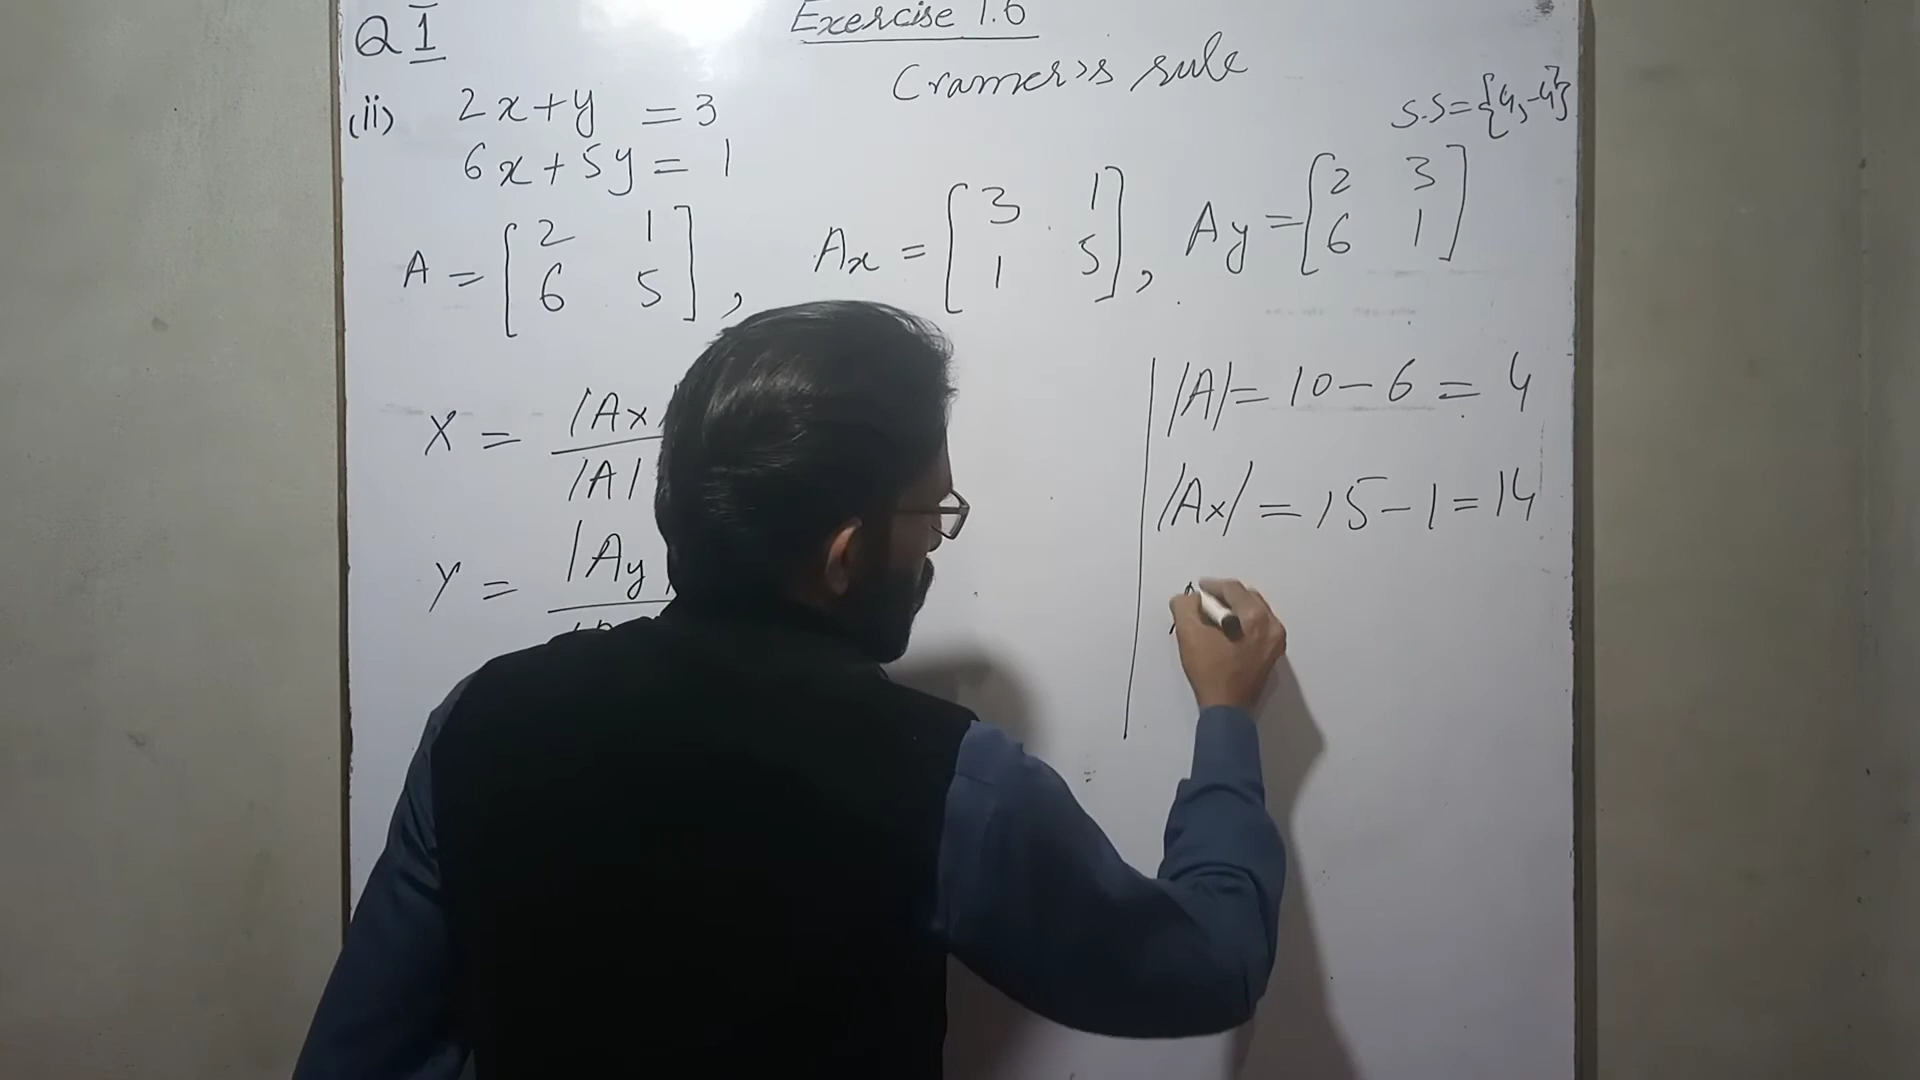 Exercise 1.6
Q 1
Cramer's rule
(ii) 2x+y = 3
6x+5y = 1
S.S={4,-4}
A = [2 1
6 5],
Ax = [3 1
1 5],
Ay = [2 3
6 1]
X = |Ax|
|A|
Y = |Ay|
|A| = 10 - 6 = 4
|Ax| = 15 - 1 = 14